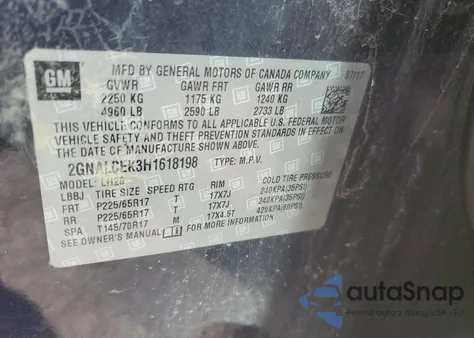 GM
MFD BY GENERAL MOTORS OF CANADA COMPANY 07/17
GVWR GAWR FRT GAWR RR
2250 KG 1175 KG 1240 KG
4960 LB 2590 LB 2733 LB
THIS VEHICLE CONFORMS TO ALL APPLICABLE U.S. FEDERAL MOTOR
VEHICLE SAFETY AND THEFT PREVENTION STANDARDS IN
EFFECT ON THE DATE OF MANUFACTURE SHOWN ABOVE.
2GNALCEK3H1618198 TYPE: M.P.V.
MODEL: LH26
LBBJ TIRE SIZE SPEED RTG RIM COLD TIRE PRESSURE
FRT P225/65R17 T 17X7J 240KPA(35PSI)
RR P225/65R17 T 17X7J 240KPA(35PSI)
SPA T145/70R17 M 17X4.5T 420KPA(60PSI)
SEE OWNER'S MANUAL
autoSnap